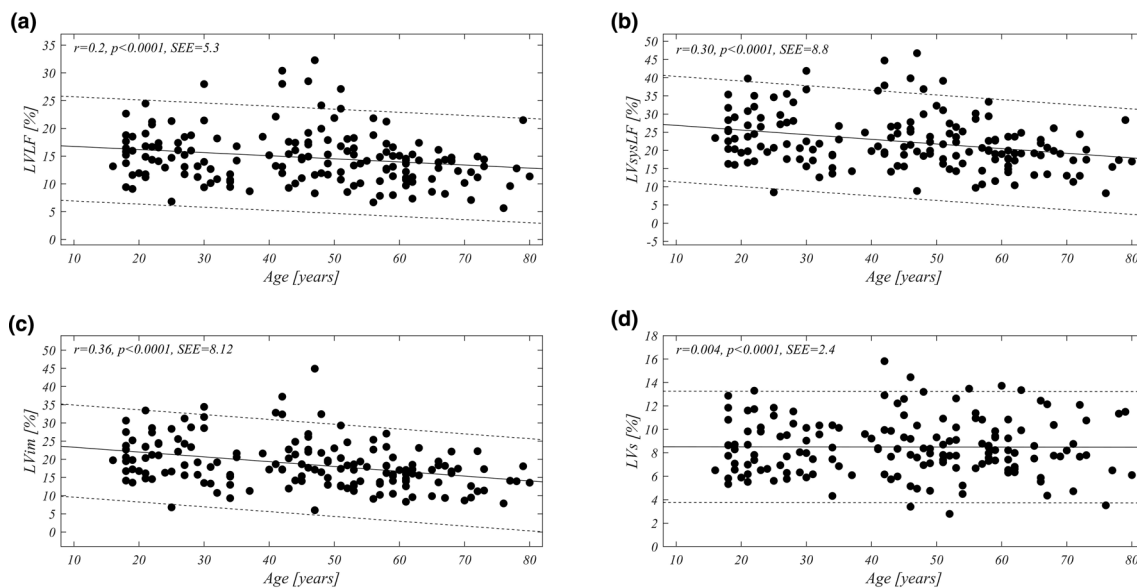 (a)
r=0.2, p<0.0001, SEE=5.3
LVLF [%]
35
30
25
20
15
10
5
0
10 20 30 40 50 60 70 80
Age [years]
(b)
r=0.30, p<0.0001, SEE=8.8
LVsysLF [%]
50
45
40
35
30
25
20
15
10
5
0
-5
10 20 30 40 50 60 70 80
Age [years]
(c)
r=0.36, p<0.0001, SEE=8.12
LVim [%]
50
45
40
35
30
25
20
15
10
5
0
10 20 30 40 50 60 70 80
Age [years]
(d)
r=0.004, p<0.0001, SEE=2.4
LVs [%]
18
16
14
12
10
8
6
4
2
0
10 20 30 40 50 60 70 80
Age [years]